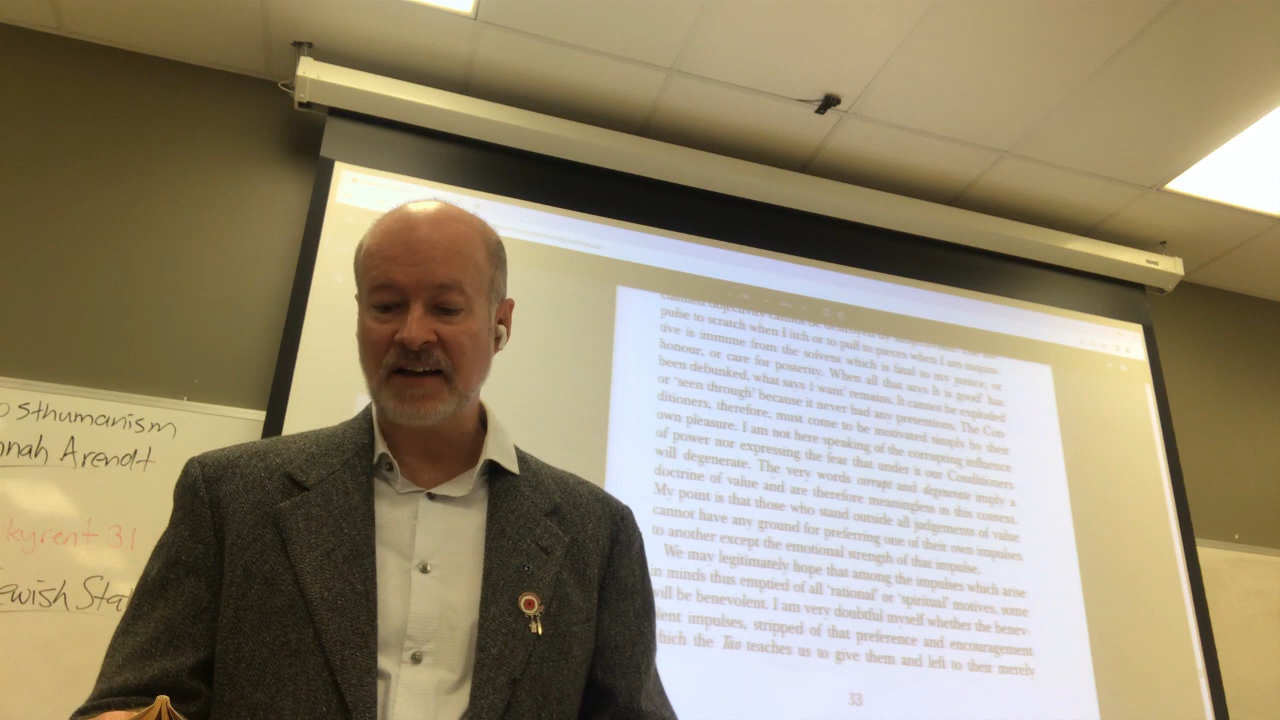 osthumanism
nnah Arendt
kyrent 31
ewish Sta
claimed objectivity cannot be
pulse to scratch when I itch or to pull to pieces when I am inquisi-
tive is immune from the solvent which is fatal to my justice, or
honour, or care for posterity. When all that says 'It is good' has
been debunked, what says 'I want' remains. It cannot be exploded
or 'seen through' because it never had any pretensions. The Con-
ditioners, therefore, must come to be motivated simply by their
own pleasure. I am not here speaking of the corrupting influence
of power nor expressing the fear that under it our Conditioners
will degenerate. The very words corrupt and degenerate imply a
doctrine of value and are therefore meaningless in this context.
My point is that those who stand outside all judgements of value
cannot have any ground for preferring one of their own impulses
to another except the emotional strength of that impulse.
We may legitimately hope that among the impulses which arise
in minds thus emptied of all 'rational' or 'spiritual' motives, some
will be benevolent. I am very doubtful myself whether the benev-
lent impulses, stripped of that preference and encouragement
hich the Tao teaches us to give them and left to their merely
33